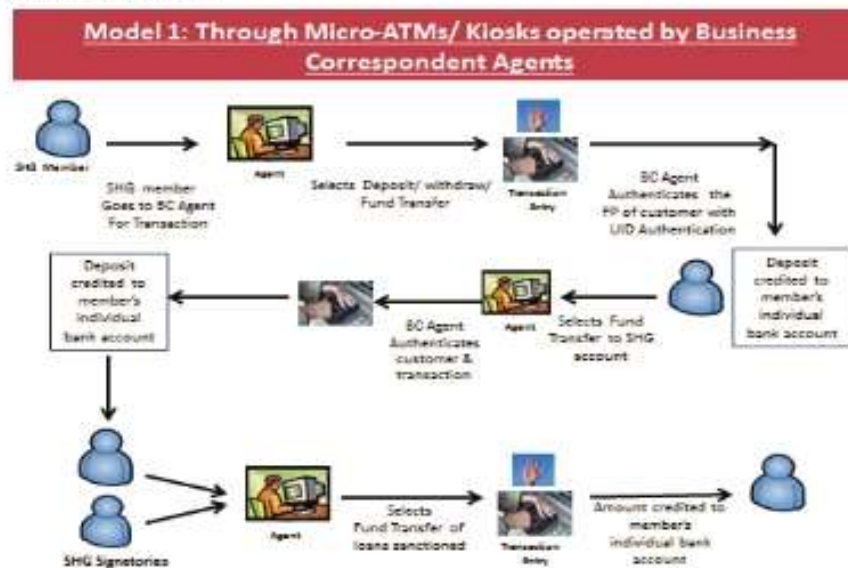 Model 1: Through Micro-ATMs/ Kiosks operated by Business
Correspondent Agents
SHG Member
SHG member
Goes to BC Agent
For Transaction
Agent
Selects Deposit/ withdraw/
Fund Transfer
Transaction
Entry
BC Agent
Authenticates the
FP of customer with
UID Authentication
Deposit
credited to
member's
individual
bank account
Selects Fund
Transfer to SHG
account
Agent
BC Agent
Authenticates
customer &
transaction
Deposit
credited to
member's
individual
bank account
SHG Signetories
Agent
Selects
Fund Transfer of
loans sanctioned
Transaction
Entry
Amount credited to
member's
individual bank
account